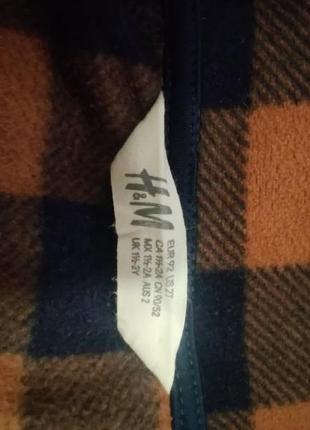 H&M
EUR 92 US 2T
CA 1½-2A CN 90/52
MX 1½-2A AUS 2
UK 1½-2Y